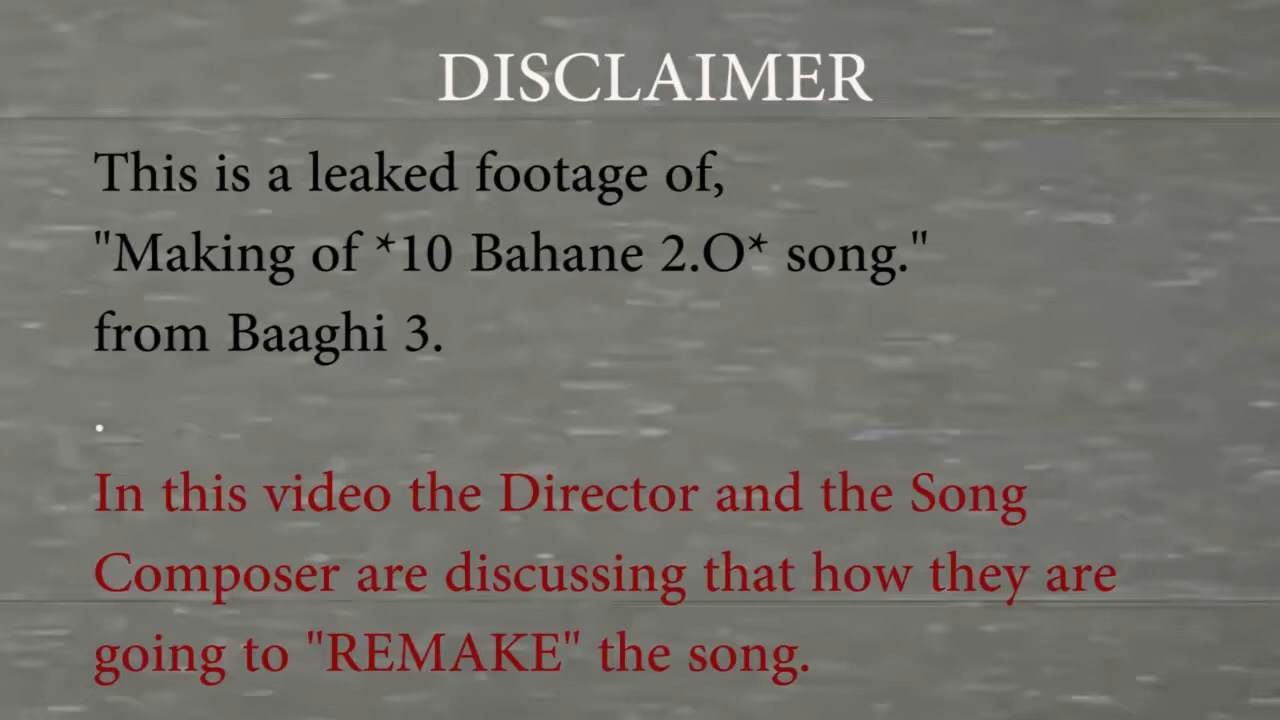 DISCLAIMER
This is a leaked footage of,
"Making of *10 Bahane 2.O* song."
from Baaghi 3.
.
In this video the Director and the Song
Composer are discussing that how they are
going to "REMAKE" the song.